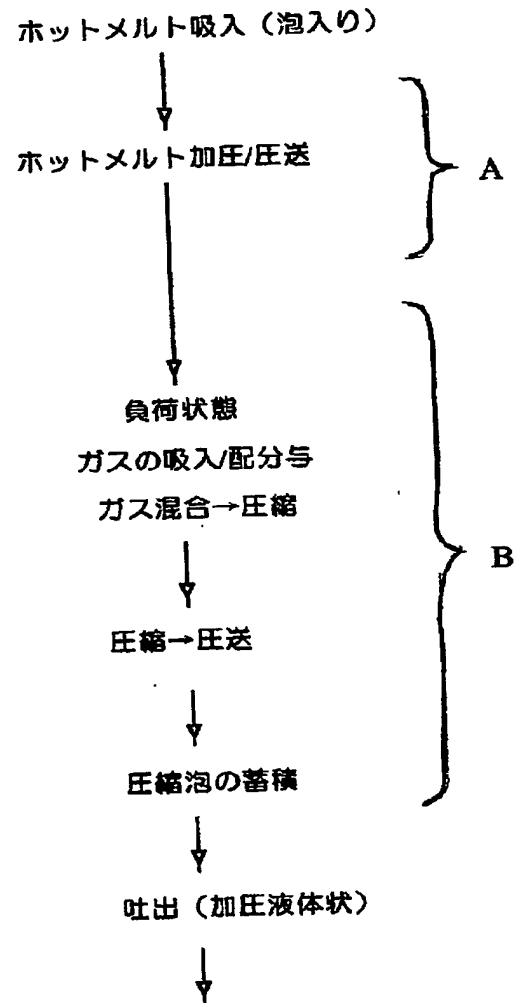 ホットメルト吸入（泡入り）
ホットメルト加圧/圧送
A
負荷状態
ガスの吸入/配分与
ガス混合→圧縮
B
圧縮→圧送
圧縮泡の蓄積
吐出（加圧液体状）